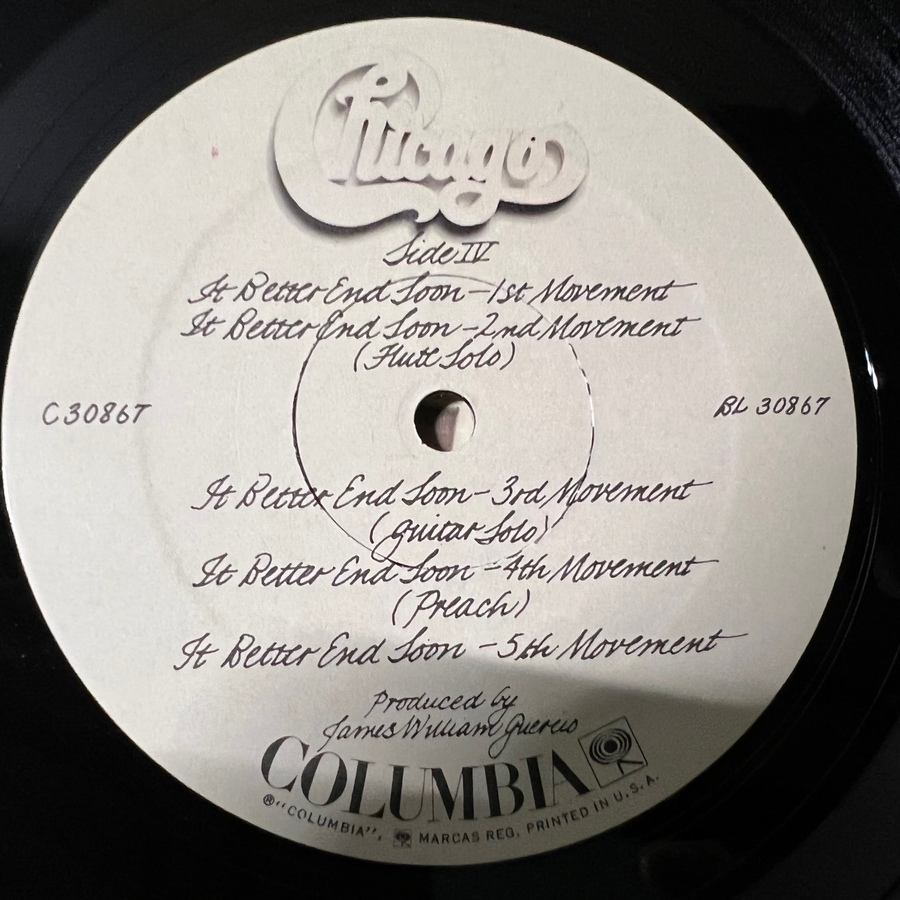 Chicago
Side IV
It Better End Soon-1st Movement
It Better End Soon-2nd Movement
(Flute Solo)
C30867
BL 30867
It Better End Soon-3rd Movement
(guitar Solo)
It Better End Soon-4th Movement
(Preach)
It Better End Soon-5th Movement
Produced by
James William Guercio
COLUMBIA
®"COLUMBIA", MARCAS REG. PRINTED IN U.S.A.